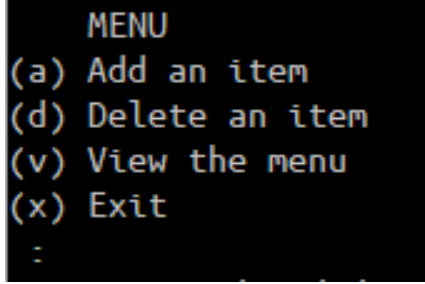 MENU
(a) Add an item
(d) Delete an item
(v) View the menu
(x) Exit
: